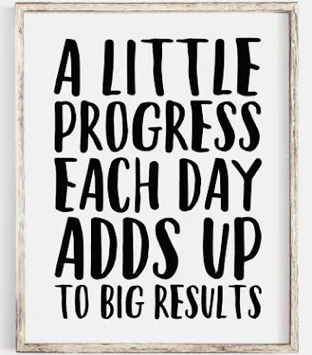 A LITTLE
PROGRESS
EACH DAY
ADDS UP
TO BIG RESULTS